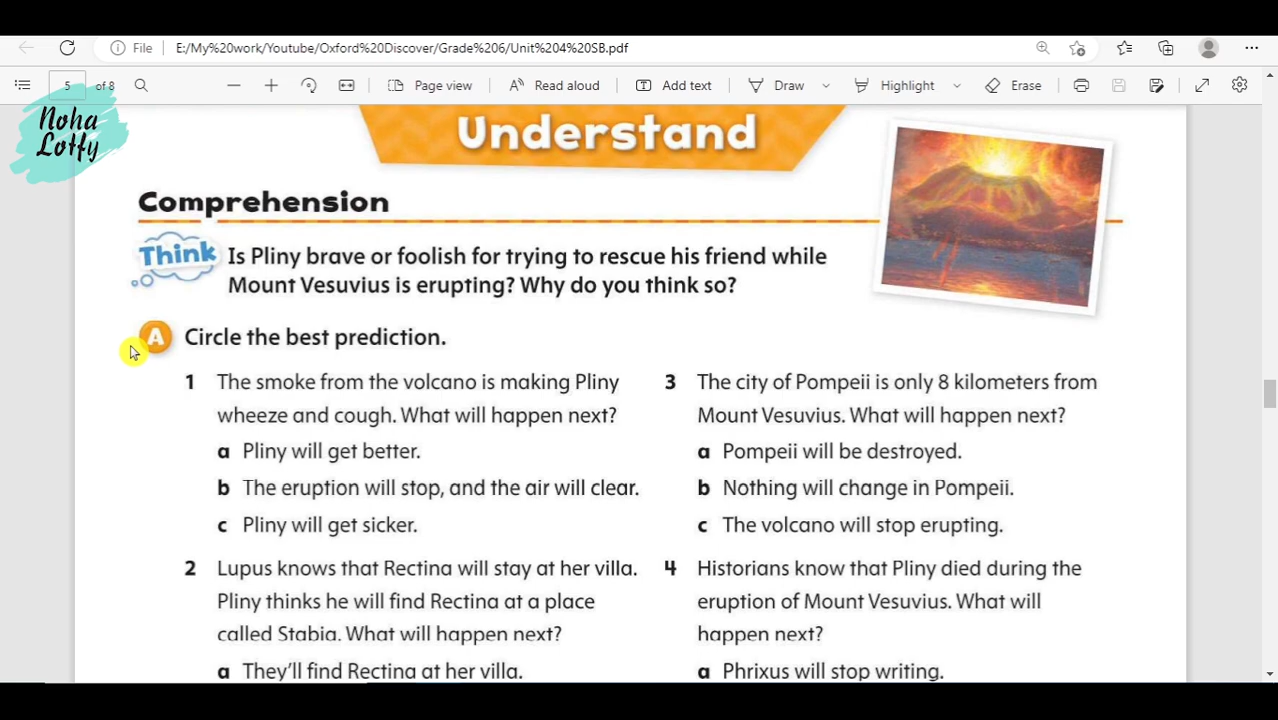 File
E:/My%20work/Youtube/Oxford%20Discover/Grade%206/Unit%204%20SB.pdf
5 of 8
Page view
Read aloud
Add text
Draw
Highlight
Erase
Noha
Lotfy
Understand
Comprehension
Think
Is Pliny brave or foolish for trying to rescue his friend while
Mount Vesuvius is erupting? Why do you think so?
A Circle the best prediction.
1 The smoke from the volcano is making Pliny
wheeze and cough. What will happen next?
a Pliny will get better.
b The eruption will stop, and the air will clear.
c Pliny will get sicker.
2 Lupus knows that Rectina will stay at her villa.
Pliny thinks he will find Rectina at a place
called Stabia. What will happen next?
a They'll find Rectina at her villa.
3 The city of Pompeii is only 8 kilometers from
Mount Vesuvius. What will happen next?
a Pompeii will be destroyed.
b Nothing will change in Pompeii.
c The volcano will stop erupting.
4 Historians know that Pliny died during the
eruption of Mount Vesuvius. What will
happen next?
a Phrixus will stop writing.